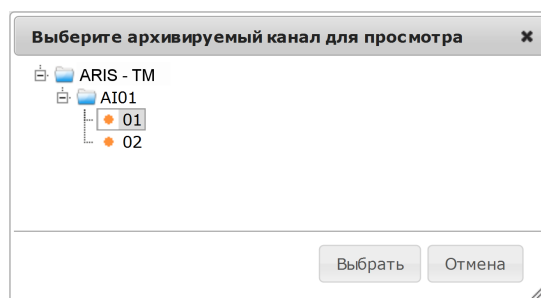 Выберите архивируемый канал для просмотра
ARIS - TM
AI01
01
02
Выбрать Отмена